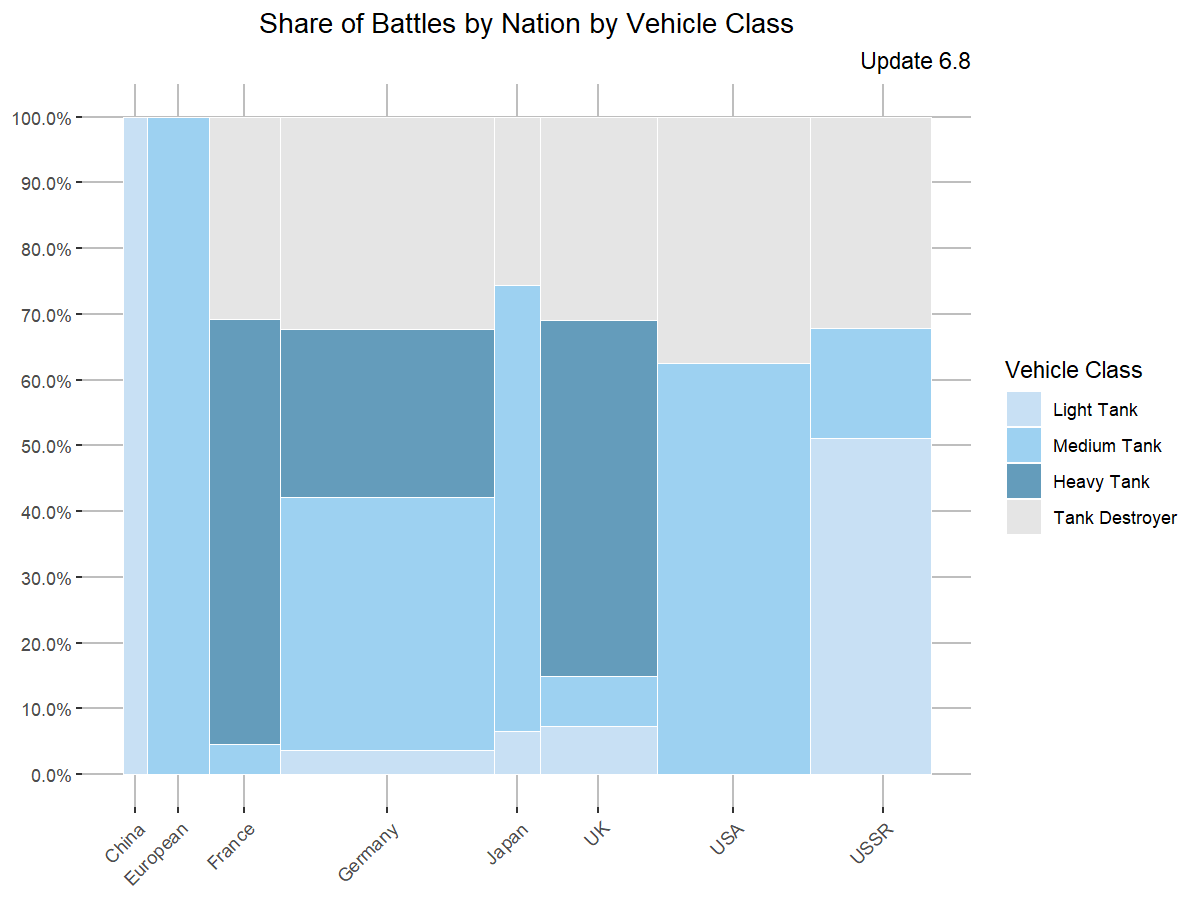 Share of Battles by Nation by Vehicle Class
Update 6.8
100.0%
90.0%
80.0%
70.0%
60.0%
50.0%
40.0%
30.0%
20.0%
10.0%
0.0%
China
European
France
Germany
Japan
UK
USA
USSR
Vehicle Class
Light Tank
Medium Tank
Heavy Tank
Tank Destroyer